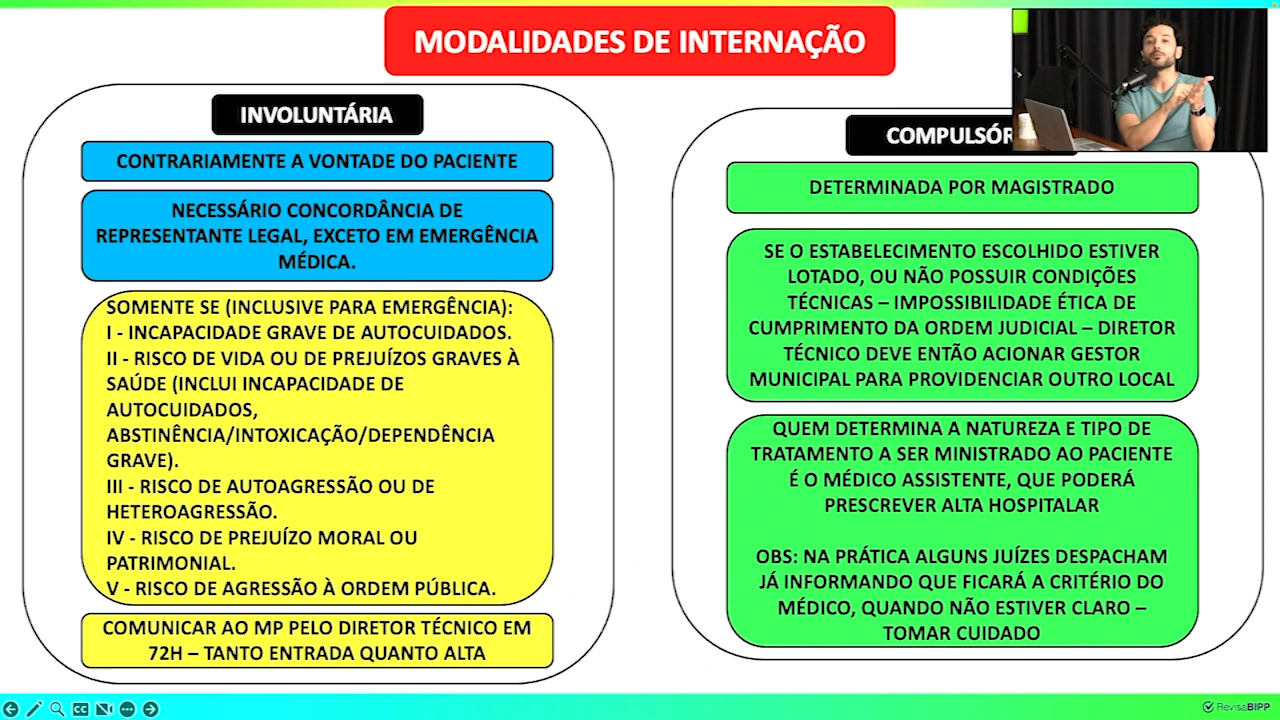 MODALIDADES DE INTERNAÇÃO
INVOLUNTÁRIA
CONTRARIAMENTE A VONTADE DO PACIENTE
NECESSÁRIO CONCORDÂNCIA DE
REPRESENTANTE LEGAL, EXCETO EM EMERGÊNCIA
MÉDICA.
SOMENTE SE (INCLUSIVE PARA EMERGÊNCIA):
I - INCAPACIDADE GRAVE DE AUTOCUIDADOS.
II - RISCO DE VIDA OU DE PREJUÍZOS GRAVES À
SAÚDE (INCLUI INCAPACIDADE DE
AUTOCUIDADOS,
ABSTINÊNCIA/INTOXICAÇÃO/DEPENDÊNCIA
GRAVE).
III - RISCO DE AUTOAGRESSÃO OU DE
HETEROAGRESSÃO.
IV - RISCO DE PREJUÍZO MORAL OU
PATRIMONIAL.
V - RISCO DE AGRESSÃO À ORDEM PÚBLICA.
COMUNICAR AO MP PELO DIRETOR TÉCNICO EM
72H – TANTO ENTRADA QUANTO ALTA
COMPULSÓR
DETERMINADA POR MAGISTRADO
SE O ESTABELECIMENTO ESCOLHIDO ESTIVER
LOTADO, OU NÃO POSSUIR CONDIÇÕES
TÉCNICAS – IMPOSSIBILIDADE ÉTICA DE
CUMPRIMENTO DA ORDEM JUDICIAL – DIRETOR
TÉCNICO DEVE ENTÃO ACIONAR GESTOR
MUNICIPAL PARA PROVIDENCIAR OUTRO LOCAL
QUEM DETERMINA A NATUREZA E TIPO DE
TRATAMENTO A SER MINISTRADO AO PACIENTE
É O MÉDICO ASSISTENTE, QUE PODERÁ
PRESCREVER ALTA HOSPITALAR
OBS: NA PRÁTICA ALGUNS JUÍZES DESPACHAM
JÁ INFORMANDO QUE FICARÁ A CRITÉRIO DO
MÉDICO, QUANDO NÃO ESTIVER CLARO –
TOMAR CUIDADO
CC
RevisaBIPP